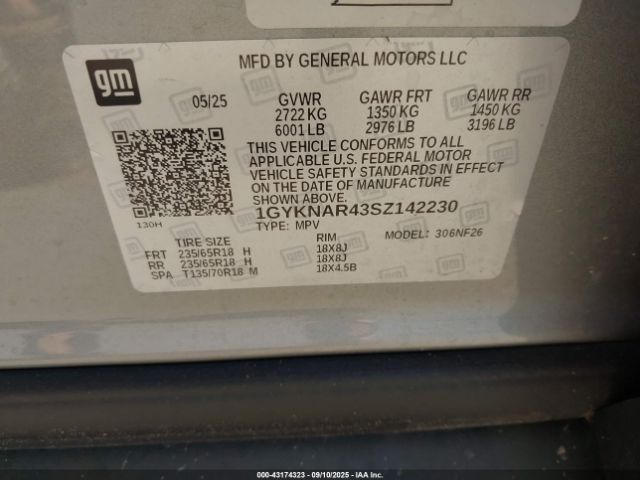 gm
MFD BY GENERAL MOTORS LLC
05/25 GVWR GAWR FRT GAWR RR
2722 KG 1350 KG 1450 KG
6001 LB 2976 LB 3196 LB
THIS VEHICLE CONFORMS TO ALL
APPLICABLE U.S. FEDERAL MOTOR
VEHICLE SAFETY STANDARDS IN EFFECT
ON THE DATE OF MANUFACTURE
SHOWN ABOVE.
1GYKNAR43SZ142230
130H
TYPE: MPV MODEL: 306NF26
TIRE SIZE RIM
FRT 235/65R18 H 18X8J
RR 235/65R18 H 18X8J
SPA T135/70R18 M 18X4.5B
000-43174323 - 09/10/2025 - IAA Inc.